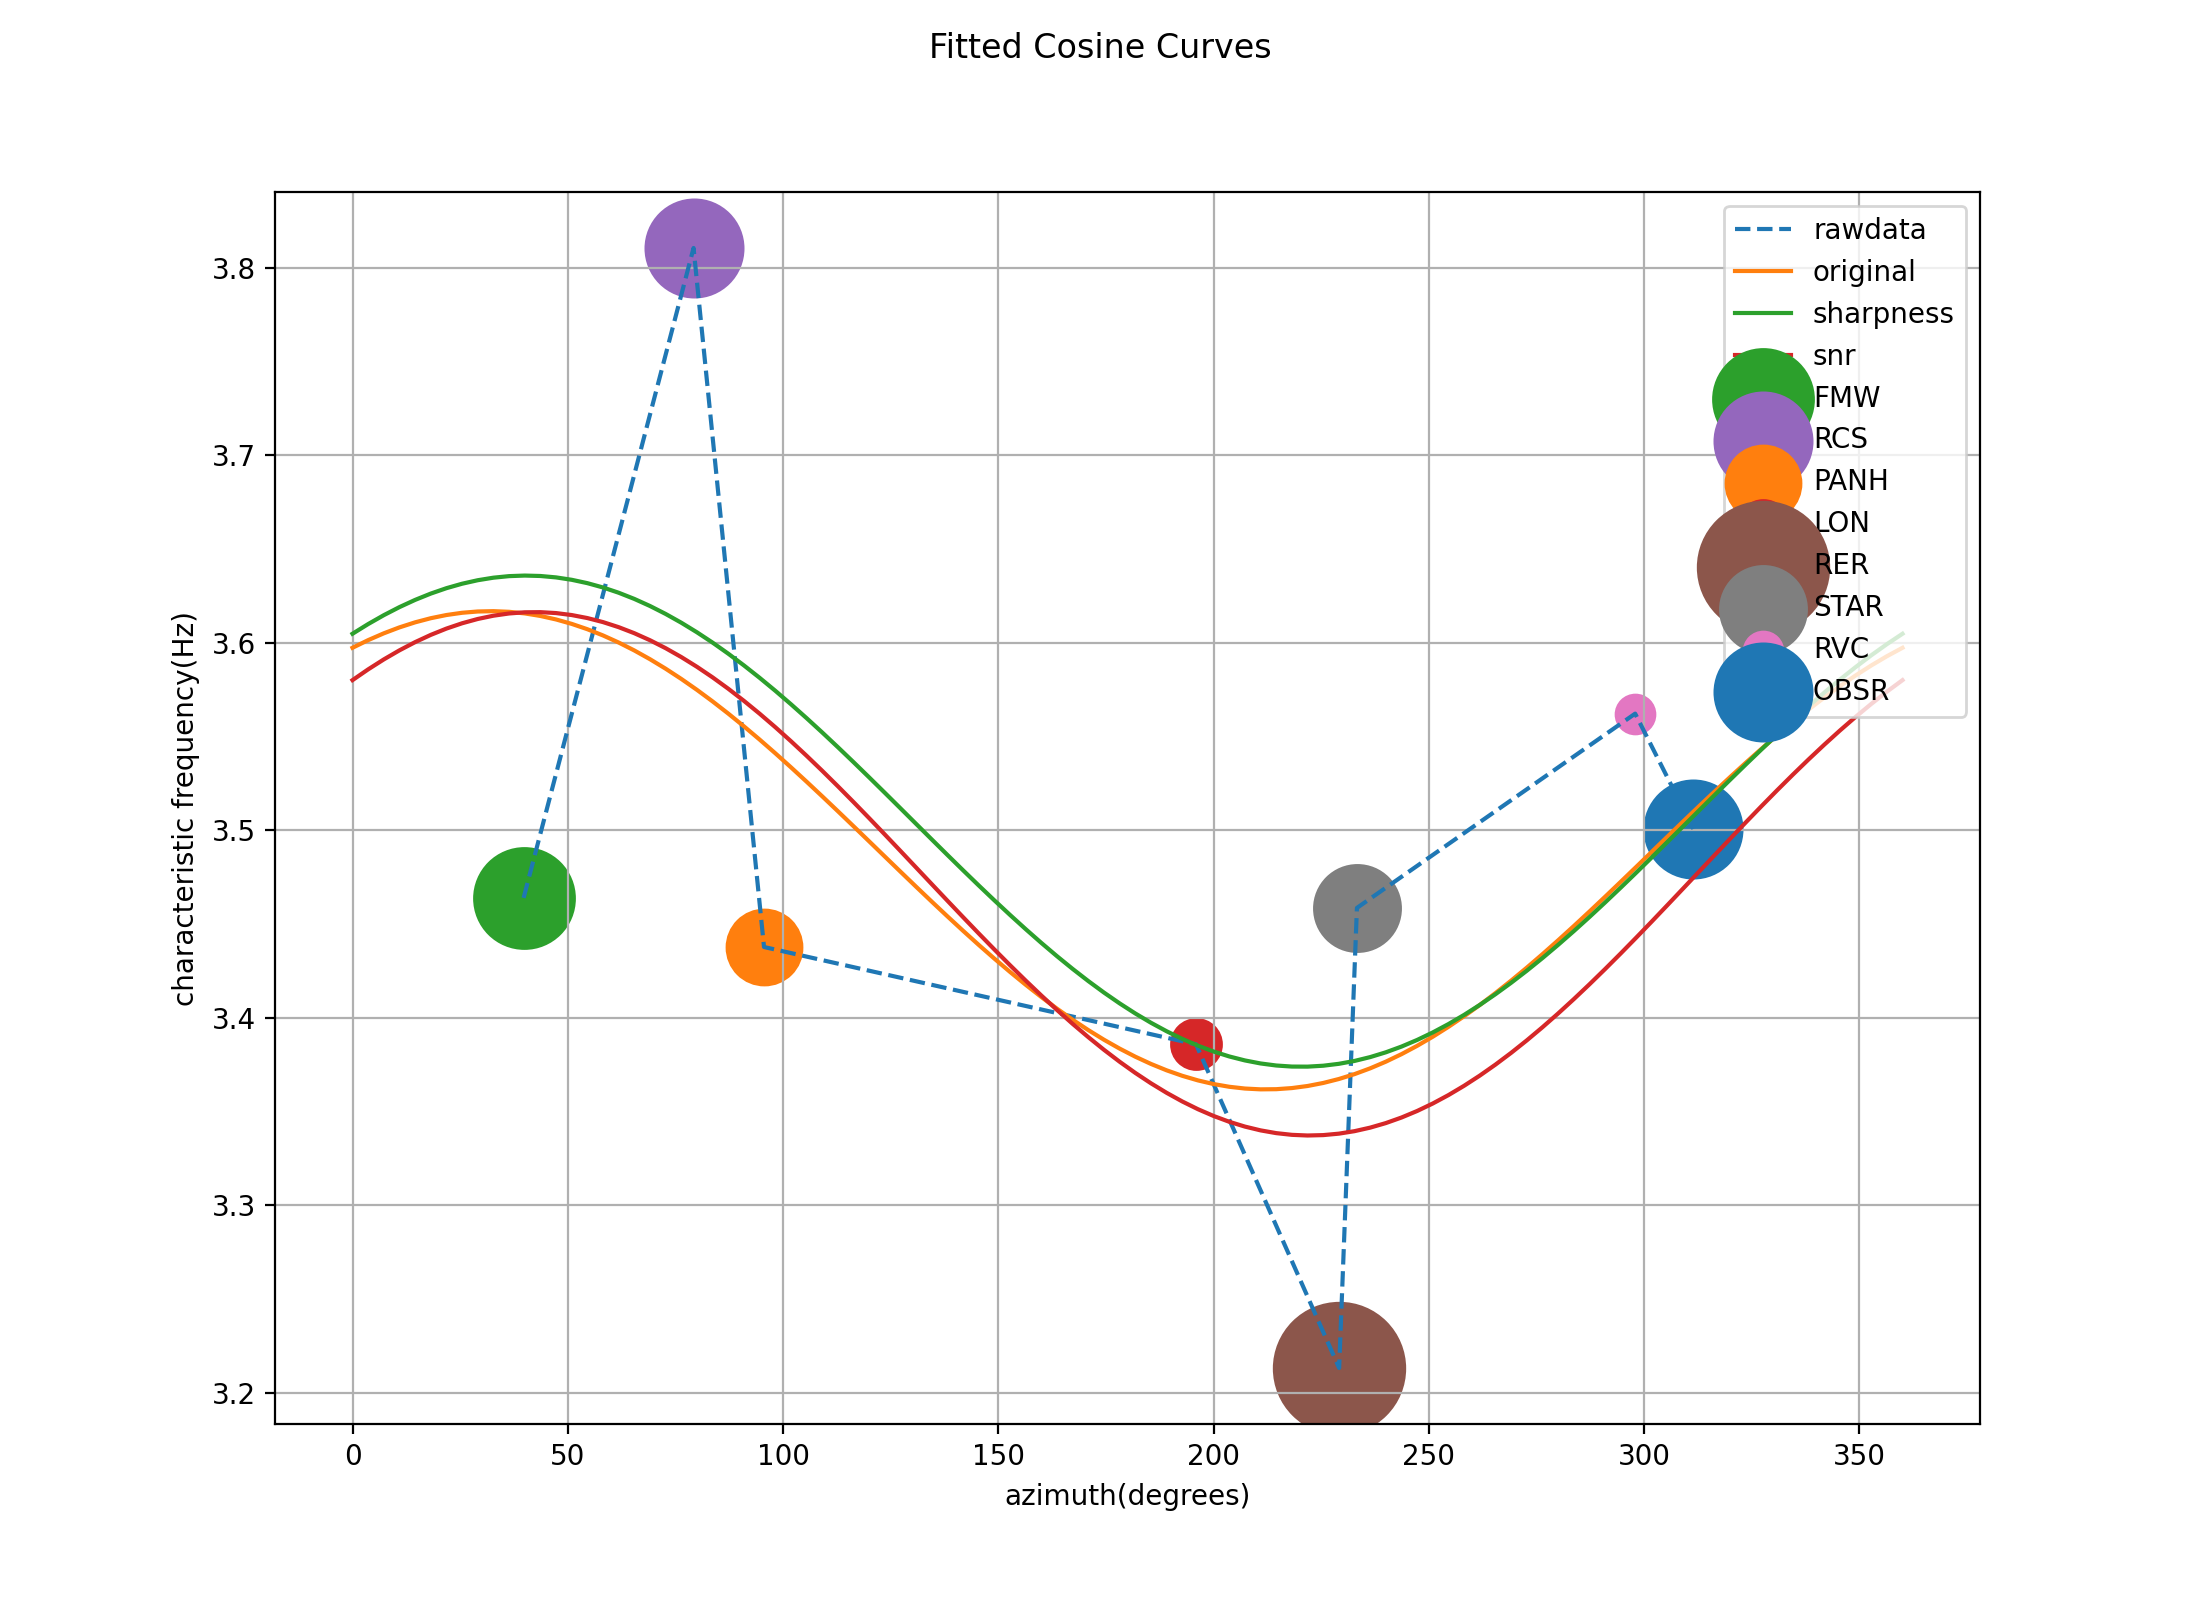 Fitted Cosine Curves
characteristic frequency(Hz)
3.8
3.7
3.6
3.5
3.4
3.3
3.2
0 50 100 150 200 250 300 350
azimuth(degrees)
rawdata
original
sharpness
snr
FMW
RCS
PANH
LON
RER
STAR
RVC
OBSR